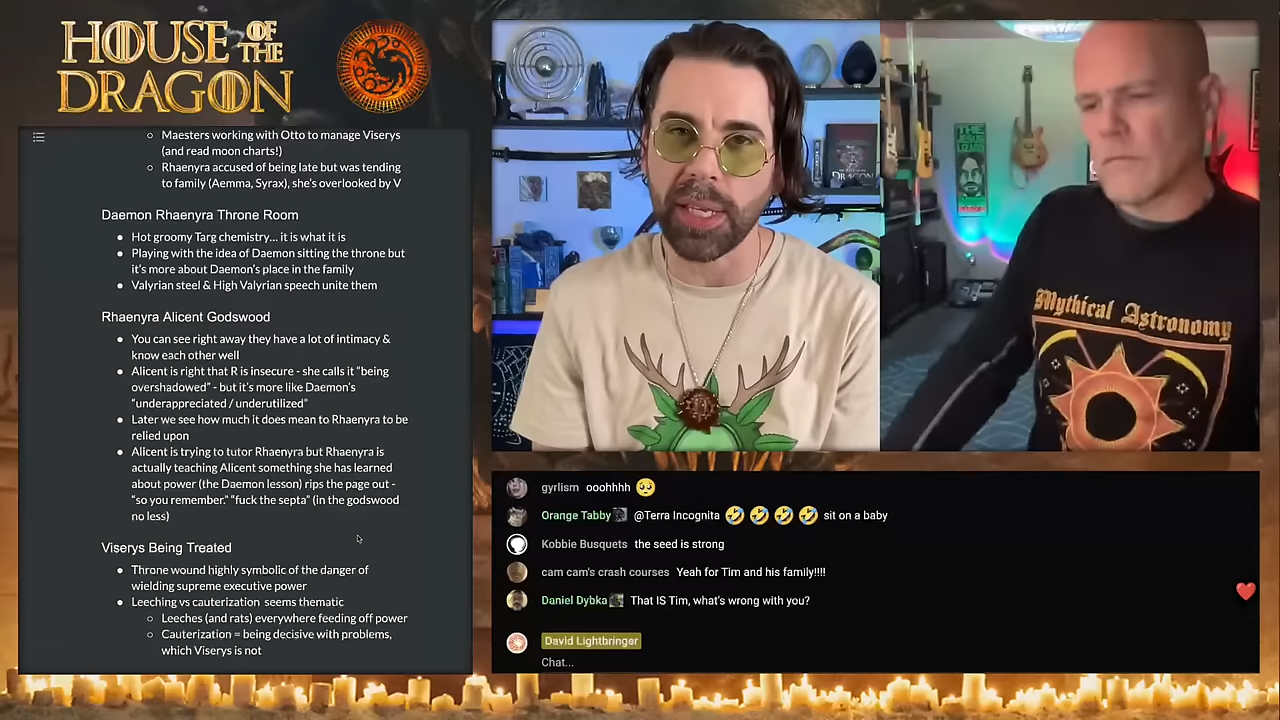 HOUSE OF THE
DRAGON
Maesters working with Otto to manage Viserys
(and read moon charts!)
Rhaenyra accused of being late but was tending
to family (Aemma, Syrax), she's overlooked by V
Daemon Rhaenyra Throne Room
Hot groomy Targ chemistry... it is what it is
Playing with the idea of Daemon sitting the throne but
it's more about Daemon's place in the family
Valyrian steel & High Valyrian speech unite them
Rhaenyra Alicent Godswood
You can see right away they have a lot of intimacy &
know each other well
Alicent is right that R is insecure - she calls it "being
overshadowed" - but it's more like Daemon's
"underappreciated / underutilized"
Later we see how much it does mean to Rhaenyra to be
relied upon
Alicent is trying to tutor Rhaenyra but Rhaenyra is
actually teaching Alicent something she has learned
about power (the Daemon lesson) rips the page out -
"so you remember." "fuck the septa" (in the godswood
no less)
Viserys Being Treated
Throne wound highly symbolic of the danger of
wielding supreme executive power
Leeching vs cauterization seems thematic
Leeches (and rats) everywhere feeding off power
Cauterization = being decisive with problems,
which Viserys is not
DRAGON
THE
JESUS
LIZARD
Mythical Astronomy
gyrlism ooohhhh 🥺
Orange Tabby @Terra Incognita 🤣 🤣 🤣 🤣 sit on a baby
Kobbie Busquets the seed is strong
cam cam's crash courses Yeah for Tim and his family!!!!
Daniel Dybka That IS Tim, what's wrong with you?
David Lightbringer
Chat...